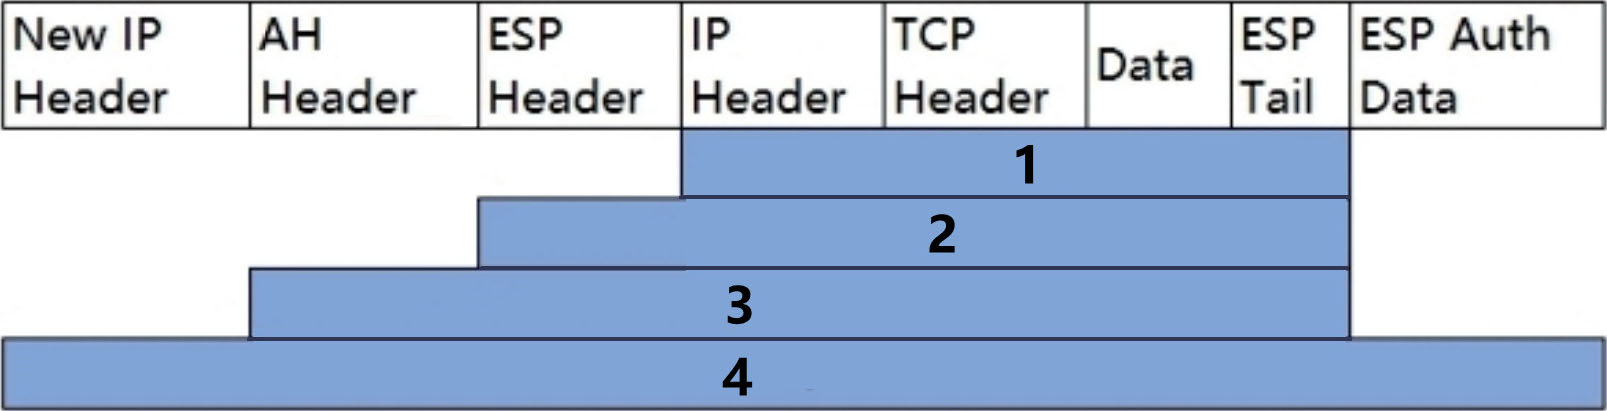 New IP
Header
AH
Header
ESP
Header
IP
Header
TCP
Header
Data
ESP
Tail
ESP Auth
Data
1
2
3
4